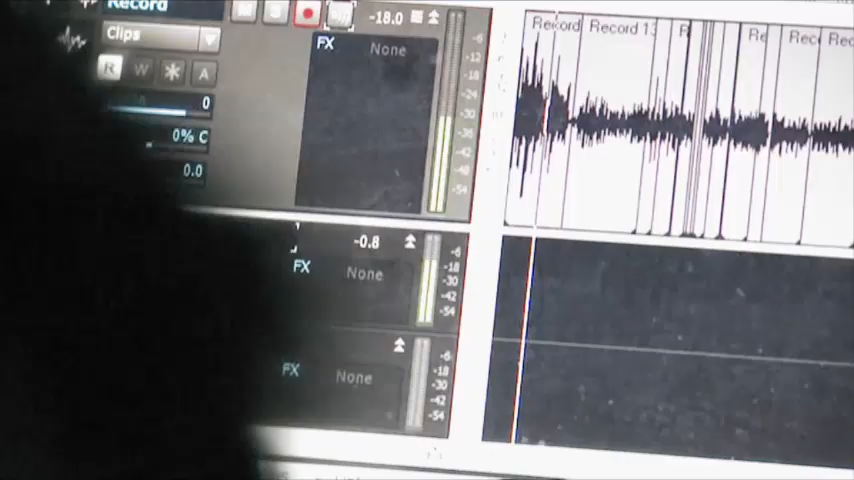 Record
M S -18.0
Clips
R W * A
0
0% C
0.0
FX None
-6
-12
-18
-24
-30
-36
-42
-48
-54
Record Record 13 R Re Rec Rec
-0.8
FX None
-6
-18
-30
-42
-54
FX None
-6
-18
-30
-42
-54